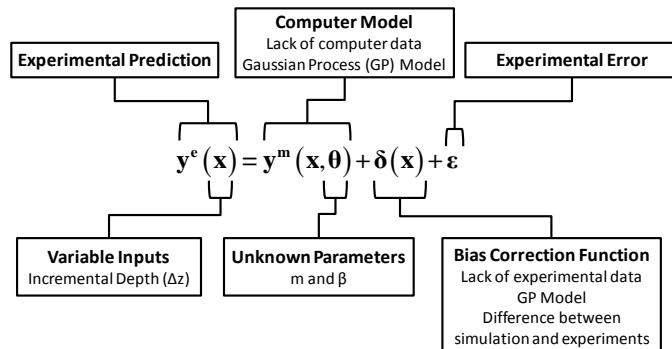 Computer Model
Lack of computer data
Gaussian Process (GP) Model
Experimental Prediction
Experimental Error
y^e(x) = y^m(x,θ) + δ(x) + ε
Variable Inputs
Incremental Depth (Δz)
Unknown Parameters
m and β
Bias Correction Function
Lack of experimental data
GP Model
Difference between
simulation and experiments